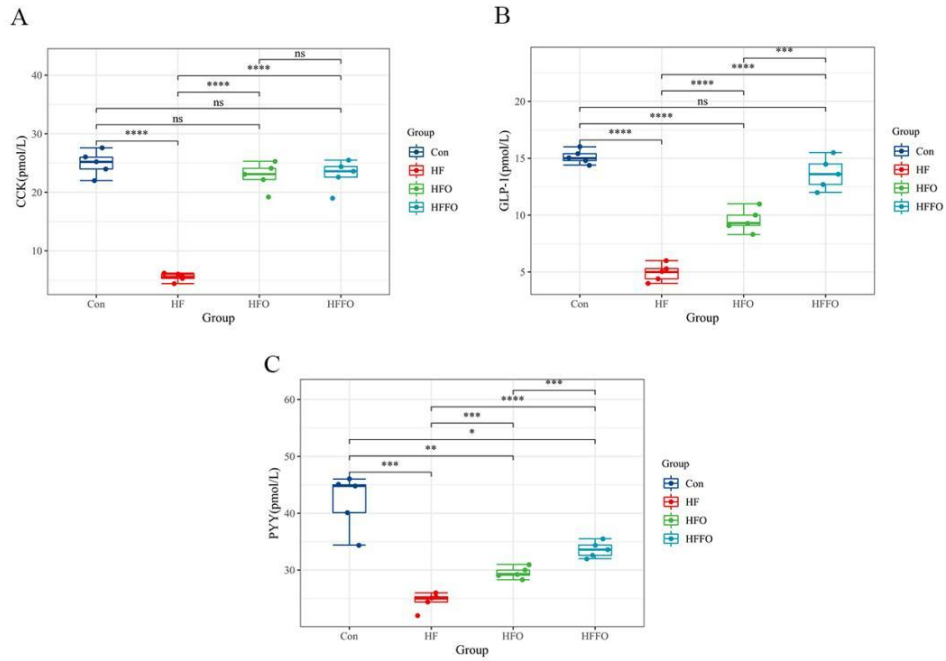 A
CCK(pmol/L)
40
30
20
10
ns
****
****
ns
ns
****
Con
HF
HFO
HFFO
Group
Group
Con
HF
HFO
HFFO
B
GLP-1(pmol/L)
20
15
10
5
***
****
****
ns
****
****
Con
HF
HFO
HFFO
Group
Group
Con
HF
HFO
HFFO
C
PYY(pmol/L)
60
50
40
30
***
****
***
*
**
***
Con
HF
HFO
HFFO
Group
Group
Con
HF
HFO
HFFO